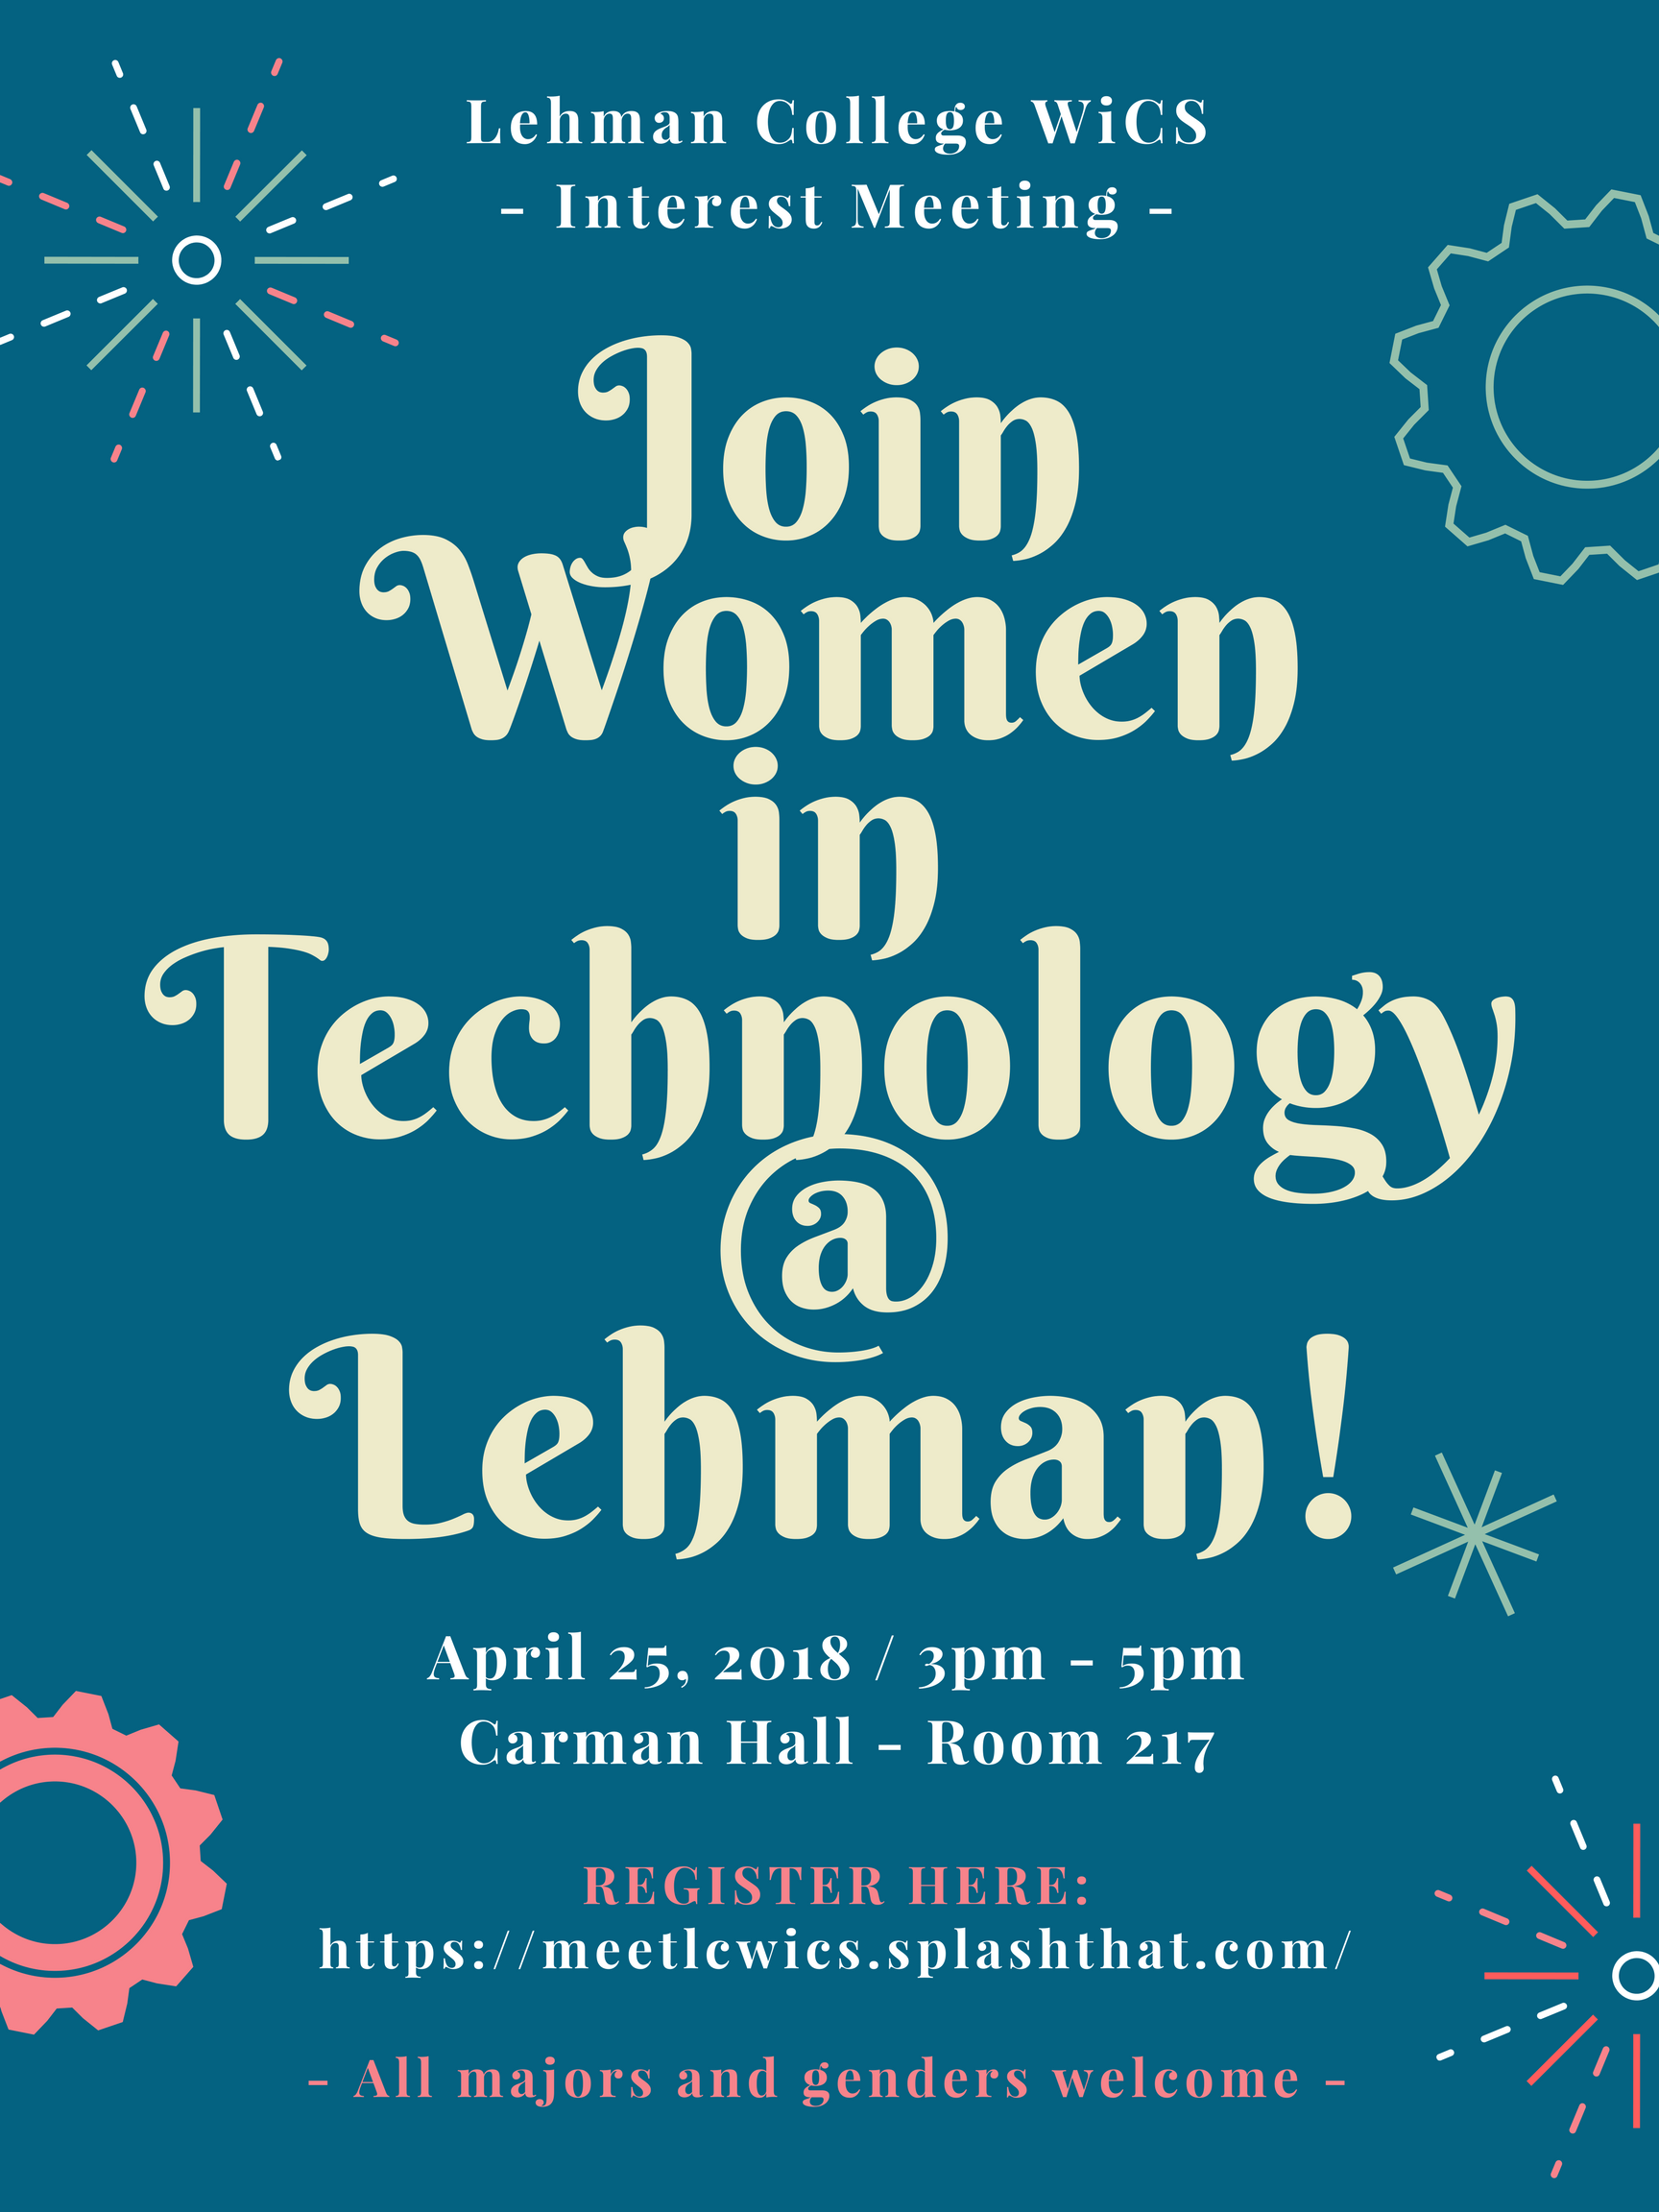 Lehman College WiCS
- Interest Meeting -
Join
Women
in
Technology
@
Lehman!
April 25, 2018 / 3pm - 5pm
Carman Hall - Room 217
REGISTER HERE:
https://meetlcwics.splashthat.com/
- All majors and genders welcome -